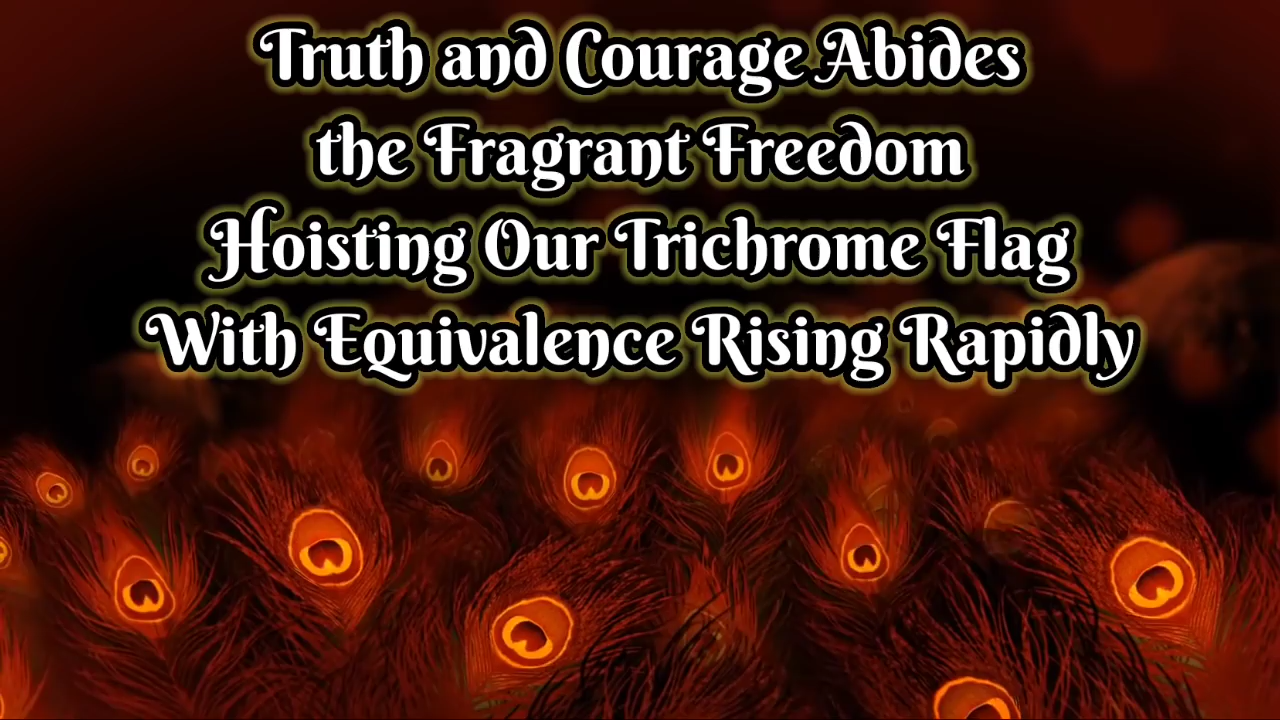 Truth and Courage Abides
the Fragrant Freedom
Hoisting Our Trichrome Flag
With Equivalence Rising Rapidly